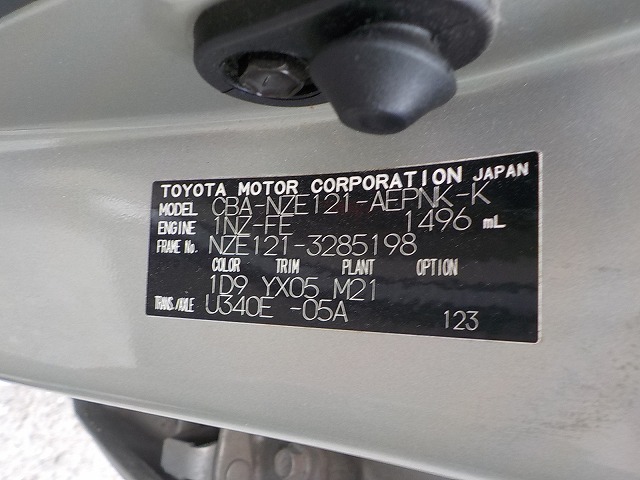 TOYOTA MOTOR CORPORATION JAPAN
MODEL CBA-NZE121-AEPNK-K
ENGINE 1NZ-FE 1496 mL
FRAME No. NZE121-3285198
COLOR TRIM PLANT OPTION
1D9 YX05 M21
TRANS./AXLE U340E -05A 123